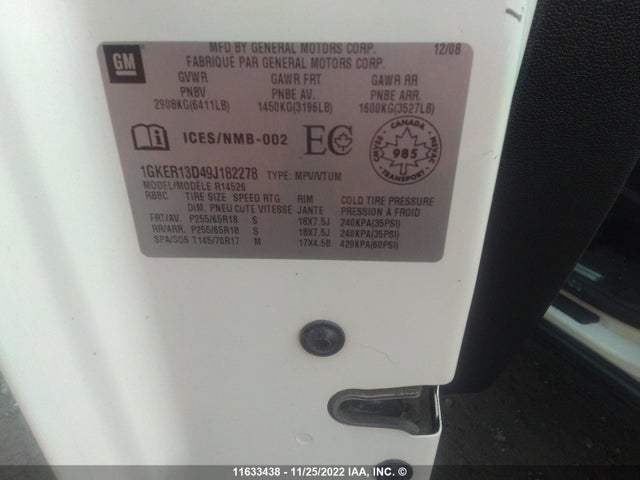 GM
MFD BY GENERAL MOTORS CORP. 12/08
FABRIQUÉ PAR GENERAL MOTORS CORP.
GVWR GAWR FRT GAWR RR
PNBV PNBE AV. PNBE ARR.
2908KG(6411LB) 1450KG(3196LB) 1600KG(3527LB)
ICES/NMB-002 EC
CANADA
CMVSS NSVAC
985
TRANSPORT
1GKER13D49J182278 TYPE: MPV/VTUM
MODEL/MODÈLE R14526
RBBC TIRE SIZE SPEED RTG RIM COLD TIRE PRESSURE
DIM. PNEU COTE VITESSE JANTE PRESSION À FROID
FRT/AV. P255/65R18 S 18X7.5J 240KPA(35PSI)
RR/ARR. P255/65R18 S 18X7.5J 240KPA(35PSI)
SPA/SOS T145/70R17 M 17X4.5B 420KPA(60PSI)
11633438 - 11/25/2022 IAA, INC. ©